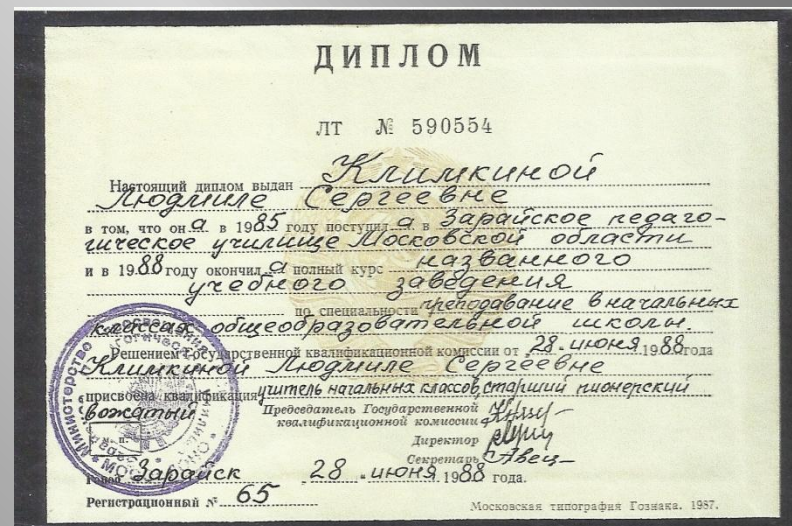 ДИПЛОМ
ЛТ № 590554
Настоящий диплом выдан Климкиной
Людмиле Сергеевне
в том, что он а в 1985 году поступил а в Зарайское педаго-
гическое училище Московской области
и в 1988 году окончил а полный курс названного
учебного заведения
по специальности преподавание в начальных
классах общеобразовательной школы.
Решением Государственной квалификационной комиссии от 28 июня 1988 года
Климкиной Людмиле Сергеевне
присвоена квалификация учитель начальных классов, старший пионерский
вожатый
Председатель Государственной
квалификационной комиссии
Директор
Секретарь
Город Зарайск 28 июня 1988 года.
Регистрационный № 65
Московская типография Гознака. 1987.